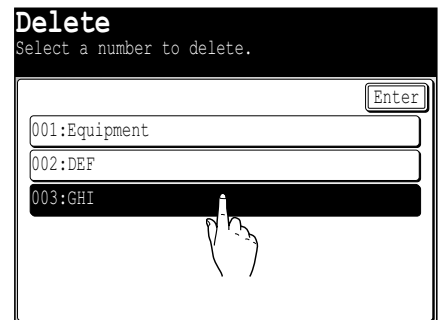 Delete
Select a number to delete.
Enter
001:Equipment
002:DEF
003:GHI